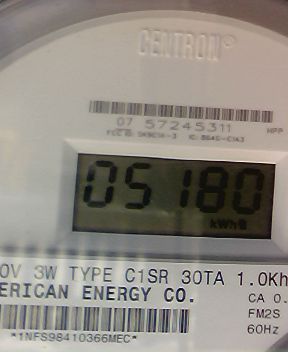 CENTRON®
07 57245311
HPP
05180
kWh
0V 3W TYPE C1SR 30TA 1.0Kh
ERICAN ENERGY CO.
CA 0.
FM2S
60Hz
*1NFS98410366MEC*